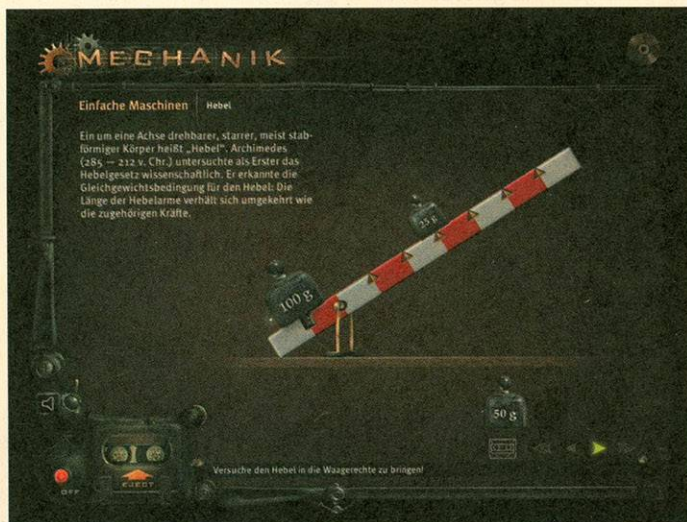 MECHANIK
Einfache Maschinen | Hebel
Ein um eine Achse drehbarer, starrer, meist stab-
förmiger Körper heißt „Hebel“. Archimedes
(285 — 212 v. Chr.) untersuchte als Erster das
Hebelgesetz wissenschaftlich. Er erkannte die
Gleichgewichtsbedingung für den Hebel: Die
Länge der Hebelarme verhält sich umgekehrt wie
die zugehörigen Kräfte.
25 g
100 g
50 g
Versuche den Hebel in die Waagerechte zu bringen!
EJECT
OFF